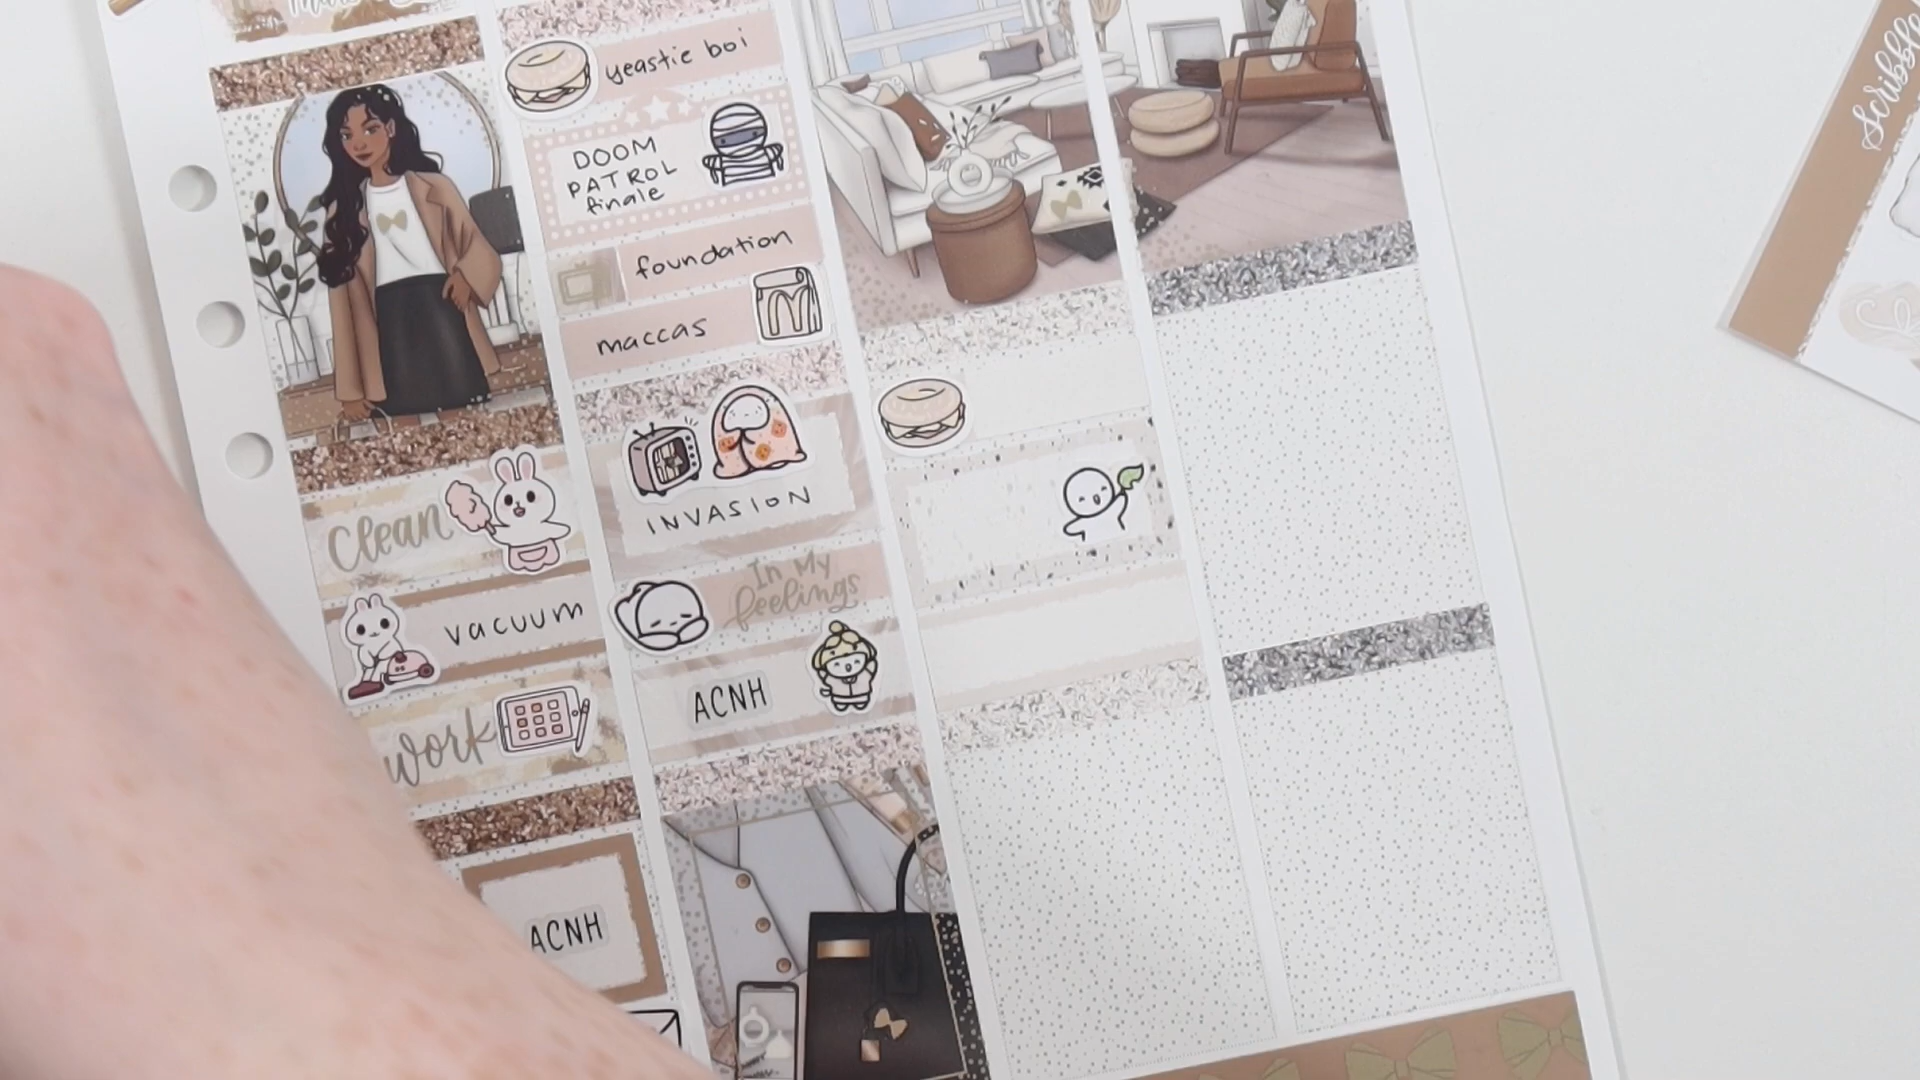 yeastie boi
DOOM
PATROL
finale
foundation
maccas
INVASION
In My
feelings
ACNH
Clean
vacuum
work
ACNH